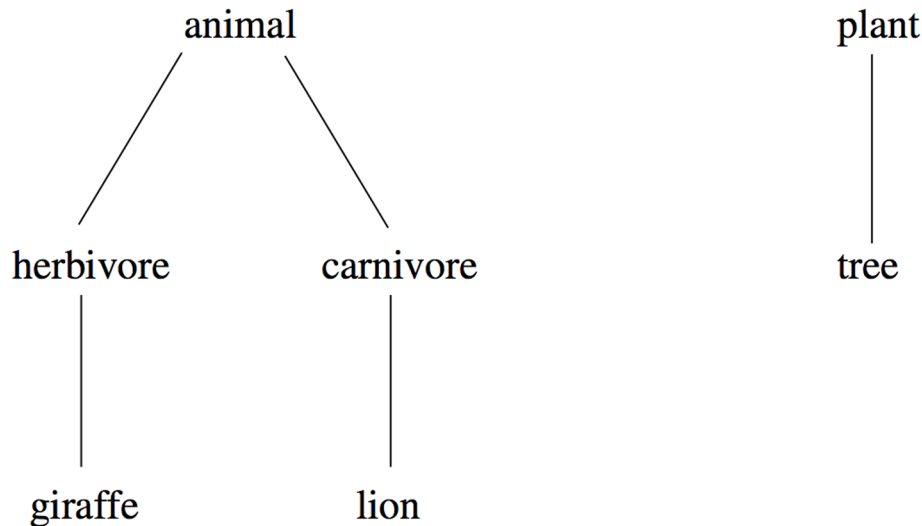 animal
plant
herbivore
carnivore
tree
giraffe
lion